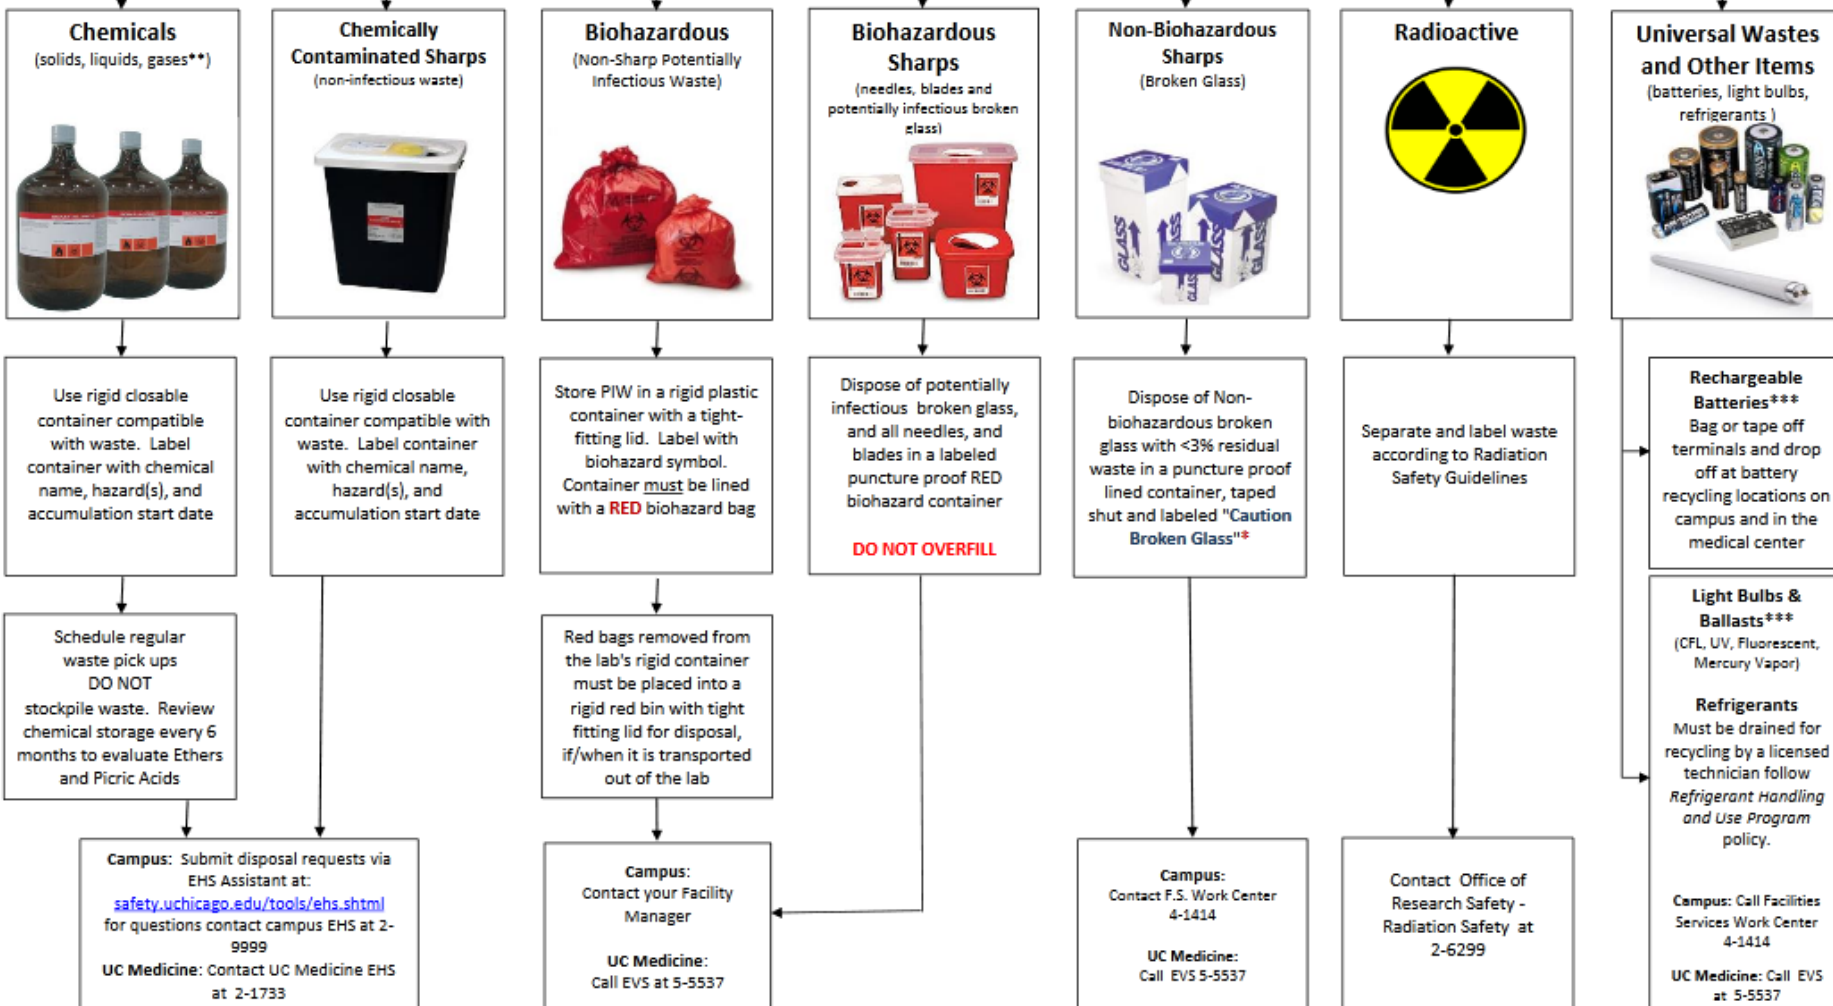 Chemicals
(solids, liquids, gases**)
Use rigid closable
container compatible
with waste. Label
container with chemical
name, hazard(s), and
accumulation start date
Schedule regular
waste pick ups
DO NOT
stockpile waste. Review
chemical storage every 6
months to evaluate Ethers
and Picric Acids
Chemically
Contaminated Sharps
(non-infectious waste)
Use rigid closable
container compatible with
waste. Label container
with chemical name,
hazard(s), and
accumulation start date
Campus: Submit disposal requests via
EHS Assistant at:
safety.uchicago.edu/tools/ehs.shtml
for questions contact campus EHS at 2-
9999
UC Medicine: Contact UC Medicine EHS
at 2-1733
Biohazardous
(Non-Sharp Potentially
Infectious Waste)
Store PIW in a rigid plastic
container with a tight-
fitting lid. Label with
biohazard symbol.
Container must be lined
with a RED biohazard bag
Red bags removed from
the lab's rigid container
must be placed into a
rigid red bin with tight
fitting lid for disposal,
if/when it is transported
out of the lab
Campus:
Contact your Facility
Manager
UC Medicine:
Call EVS at 5-5537
Biohazardous
Sharps
(needles, blades and
potentially infectious broken
glass)
Dispose of potentially
infectious broken glass,
and all needles, and
blades in a labeled
puncture proof RED
biohazard container
DO NOT OVERFILL
Non-Biohazardous
Sharps
(Broken Glass)
GLASS
GLASS
GLASS
Dispose of Non-
biohazardous broken
glass with <3% residual
waste in a puncture proof
lined container, taped
shut and labeled "Caution
Broken Glass"*
Campus:
Contact F.S. Work Center
4-1414
UC Medicine:
Call EVS 5-5537
Radioactive
Separate and label waste
according to Radiation
Safety Guidelines
Contact Office of
Research Safety -
Radiation Safety at
2-6299
Universal Wastes
and Other Items
(batteries, light bulbs,
refrigerants )
Rechargeable
Batteries***
Bag or tape off
terminals and drop
off at battery
recycling locations on
campus and in the
medical center
Light Bulbs &
Ballasts***
(CFL, UV, Fluorescent,
Mercury Vapor)
Refrigerants
Must be drained for
recycling by a licensed
technician follow
Refrigerant Handling
and Use Program
policy.
Campus: Call Facilities
Services Work Center
4-1414
UC Medicine: Call EVS
at 5-5537